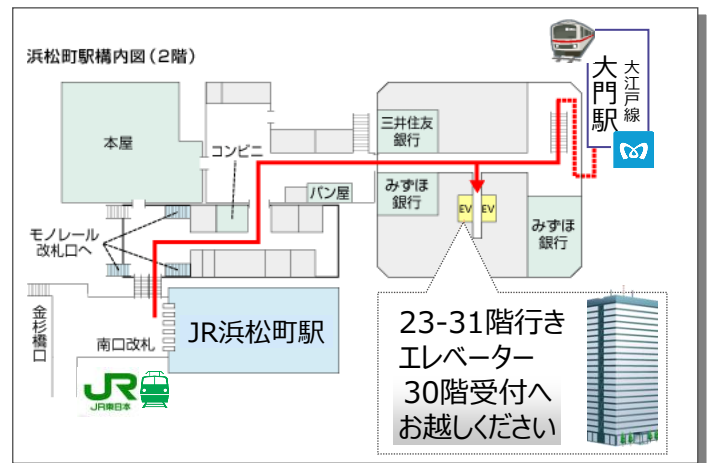 浜松町駅構内図（2階）
大江戸線
大門駅
本屋
コンビニ
三井住友
銀行
パン屋
みずほ
銀行
EV EV
みずほ
銀行
モノレール
改札口へ
金杉橋口
南口改札
JR浜松町駅
JR
JR東日本
23-31階行き
エレベーター
30階受付へ
お越しください